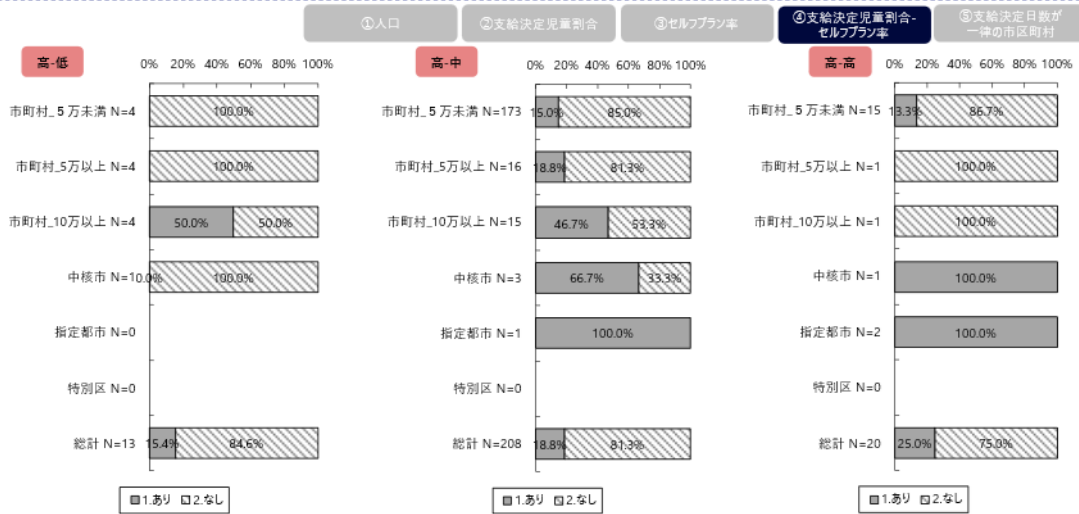 ①人口
②支給決定児童割合
③セルフプラン率
④支給決定児童割合-
セルフプラン率
⑤支給決定日数が
一律の市区町村
高-低
0% 20% 40% 60% 80% 100%
市町村_５万未満 N=4
100.0%
市町村_5万以上 N=4
100.0%
市町村_10万以上 N=4
50.0% 50.0%
中核市 N=1
0.0% 100.0%
指定都市 N=0
特別区 N=0
総計 N=13
15.4% 84.6%
■1.あり □2.なし
高-中
0% 20% 40% 60% 80% 100%
市町村_５万未満 N=173
15.0% 85.0%
市町村_5万以上 N=16
18.8% 81.3%
市町村_10万以上 N=15
46.7% 53.3%
中核市 N=3
66.7% 33.3%
指定都市 N=1
100.0%
特別区 N=0
総計 N=208
18.8% 81.3%
■1.あり □2.なし
高-高
0% 20% 40% 60% 80% 100%
市町村_５万未満 N=15
13.3% 86.7%
市町村_5万以上 N=1
100.0%
市町村_10万以上 N=1
100.0%
中核市 N=1
100.0%
指定都市 N=2
100.0%
特別区 N=0
総計 N=20
25.0% 75.0%
■1.あり □2.なし